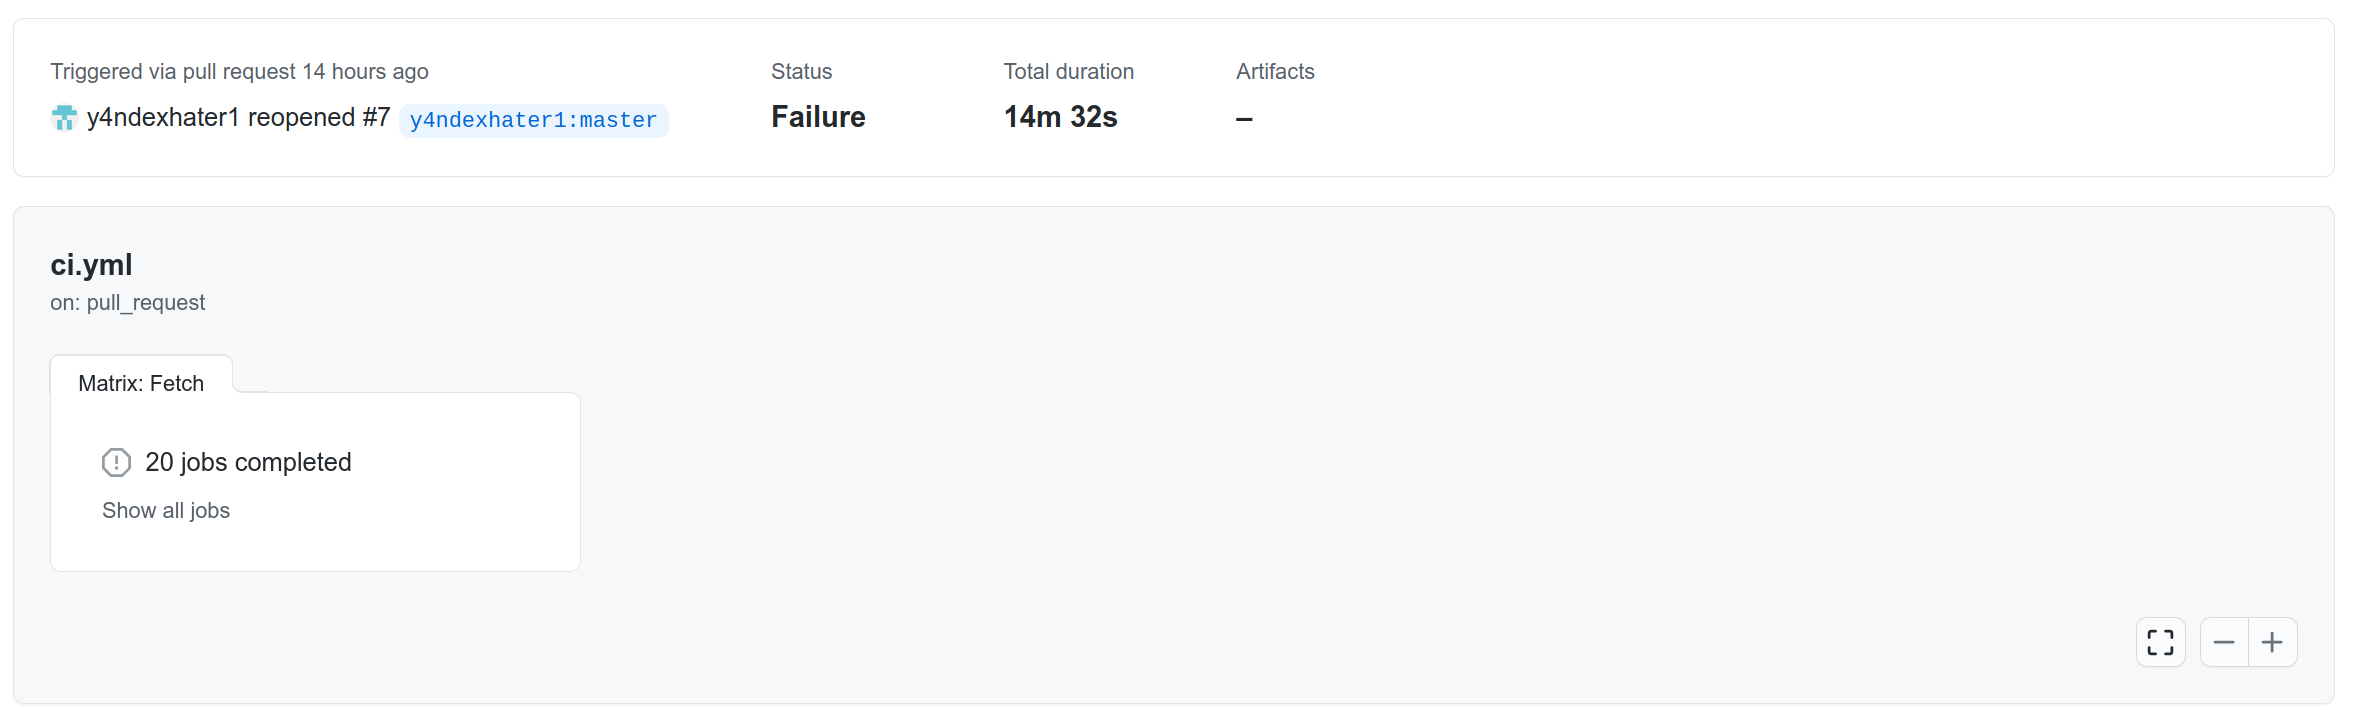 Triggered via pull request 14 hours ago
y4ndexhater1 reopened #7 y4ndexhater1:master
Status
Failure
Total duration
14m 32s
Artifacts
–
ci.yml
on: pull_request
Matrix: Fetch
20 jobs completed
Show all jobs